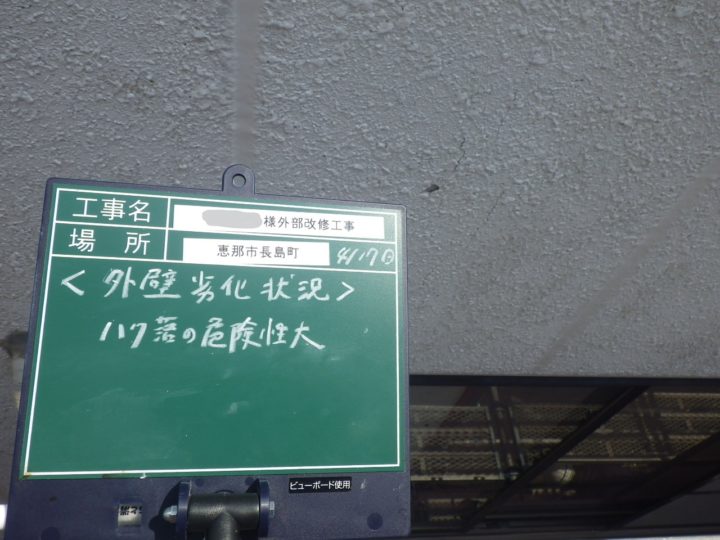 工事名 様外部改修工事
場所 恵那市長島町 4/17㊐
<外壁劣化状況>
ハク落の危険性大
ビューボード使用